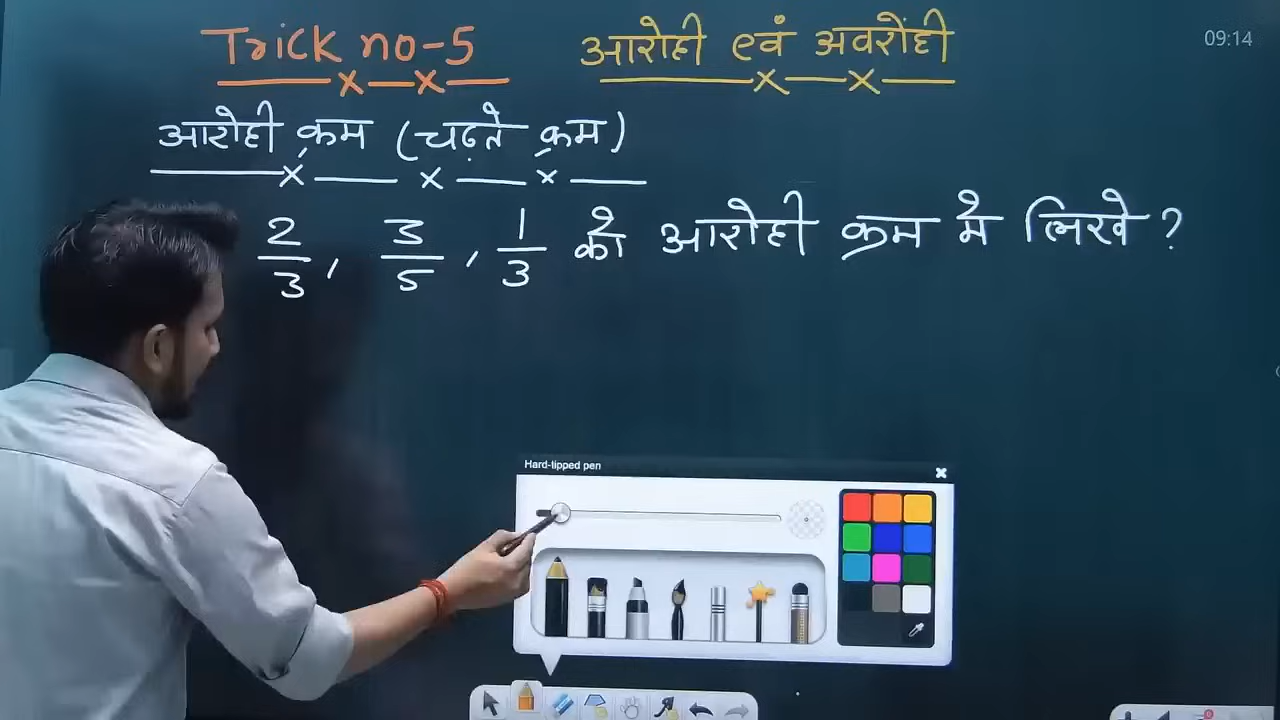 Trick no-5 आरोही एवं अवरोही
09:14
आरोही क्रम (चढ़ते क्रम)
2/3, 3/5, 1/3 को आरोही क्रम मे लिखे ?
Hard-tipped pen